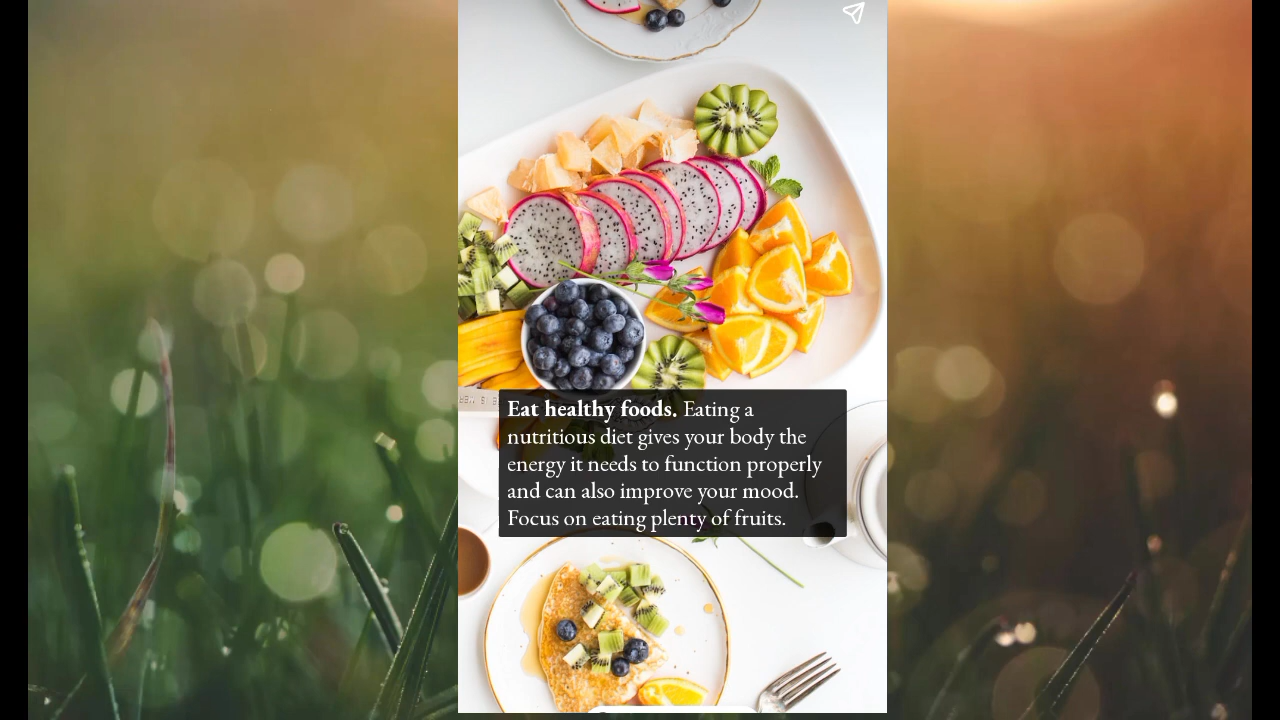 Eat healthy foods. Eating a
nutritious diet gives your body the
energy it needs to function properly
and can also improve your mood.
Focus on eating plenty of fruits.